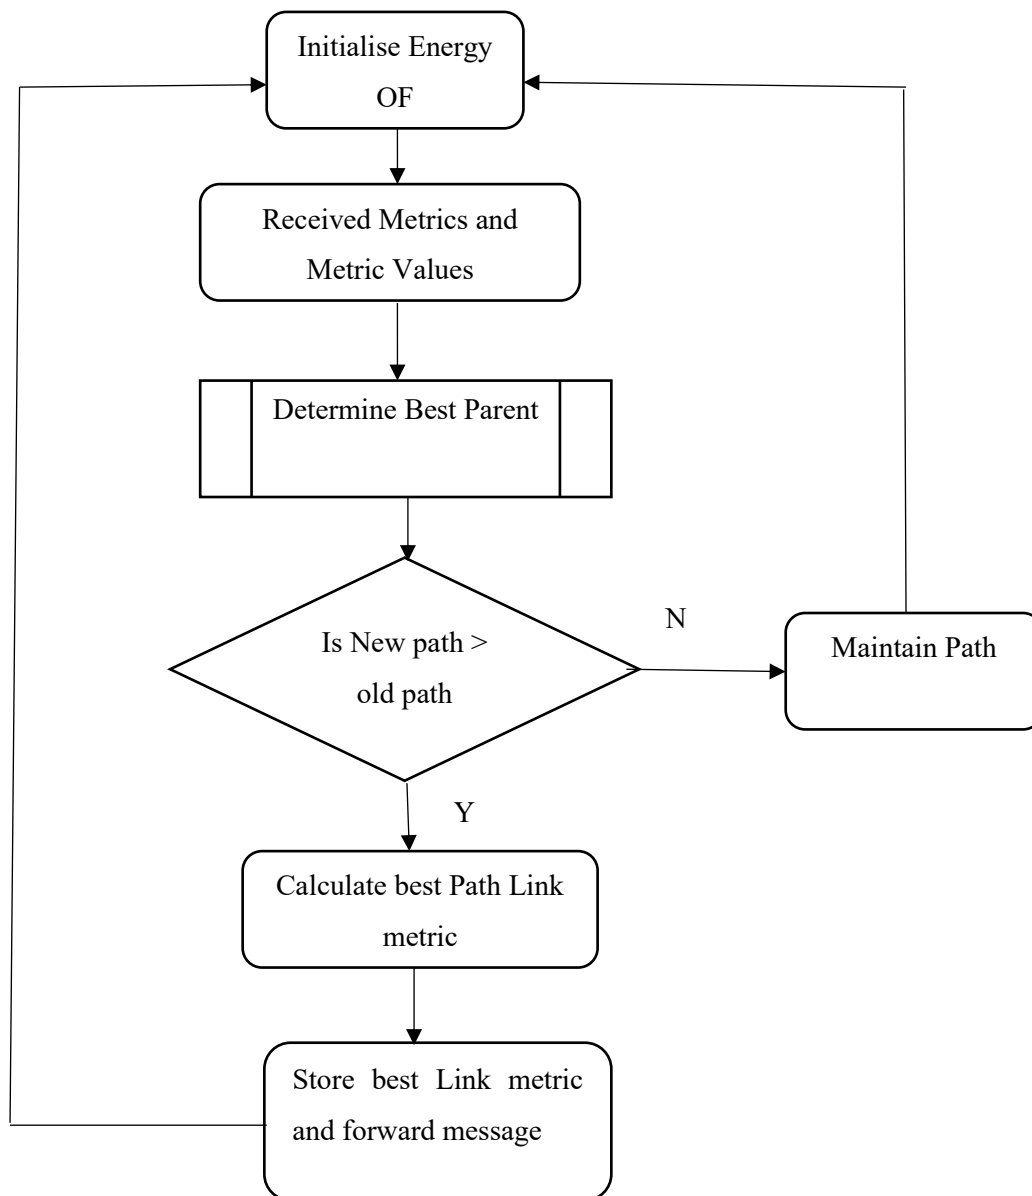 Initialise Energy
OF
Received Metrics and
Metric Values
Determine Best Parent
Is New path >
old path
N
Maintain Path
Y
Calculate best Path Link
metric
Store best Link metric
and forward message